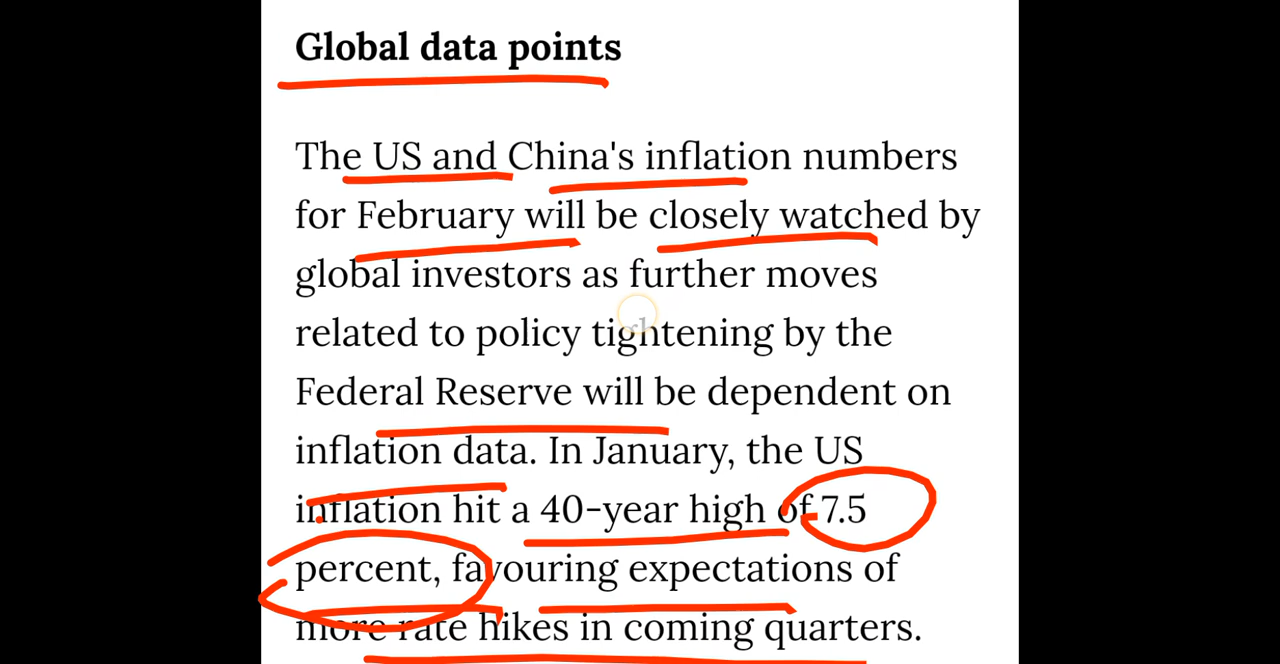 Global data points
The US and China's inflation numbers
for February will be closely watched by
global investors as further moves
related to policy tightening by the
Federal Reserve will be dependent on
inflation data. In January, the US
inflation hit a 40-year high of 7.5
percent, favouring expectations of
more rate hikes in coming quarters.